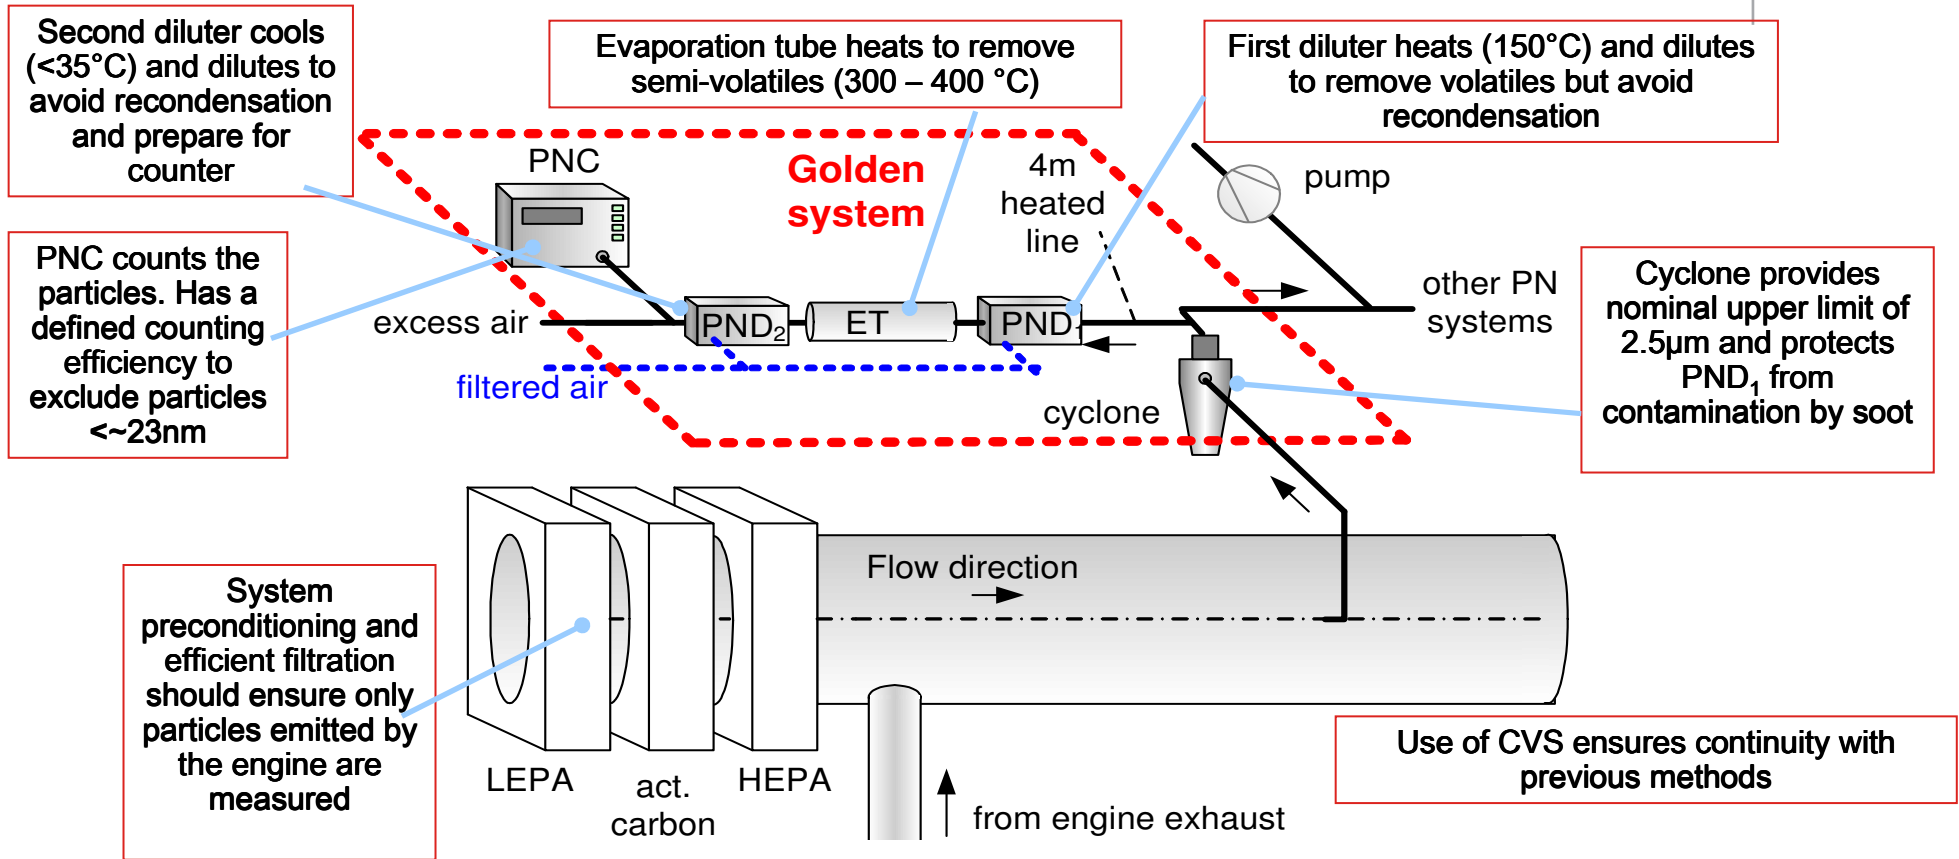 Second diluter cools
(<35°C) and dilutes to
avoid recondensation
and prepare for
counter
Evaporation tube heats to remove
semi-volatiles (300 – 400 °C)
First diluter heats (150°C) and dilutes
to remove volatiles but avoid
recondensation
PNC
Golden
system
4m
heated
line
pump
PNC counts the
particles. Has a
defined counting
efficiency to
exclude particles
<~23nm
excess air
PND2
ET
PND1
other PN
systems
filtered air
cyclone
Cyclone provides
nominal upper limit of
2.5µm and protects
PND1 from
contamination by soot
System
preconditioning and
efficient filtration
should ensure only
particles emitted by
the engine are
measured
Flow direction
LEPA
act.
carbon
HEPA
from engine exhaust
Use of CVS ensures continuity with
previous methods